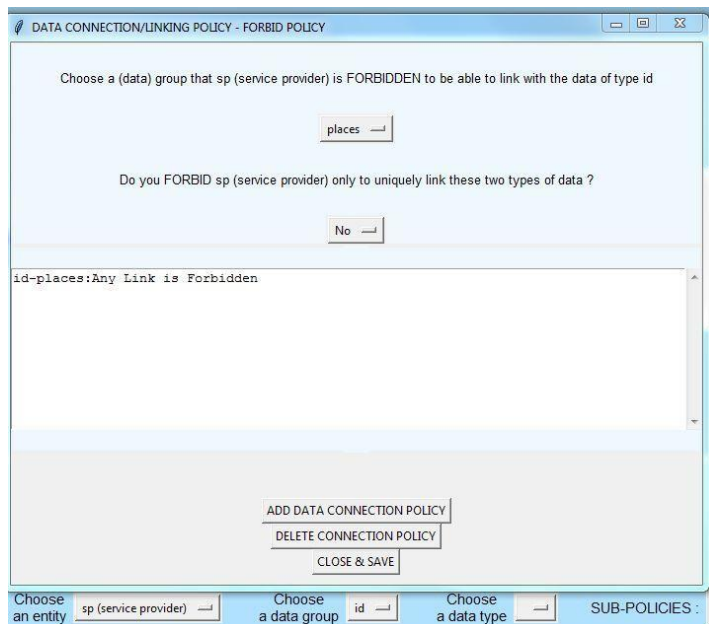 DATA CONNECTION/LINKING POLICY - FORBID POLICY
Choose a (data) group that sp (service provider) is FORBIDDEN to be able to link with the data of type id
places
Do you FORBID sp (service provider) only to uniquely link these two types of data ?
No
id-places:Any Link is Forbidden
ADD DATA CONNECTION POLICY
DELETE CONNECTION POLICY
CLOSE & SAVE
Choose an entity sp (service provider) Choose a data group id Choose a data type SUB-POLICIES :